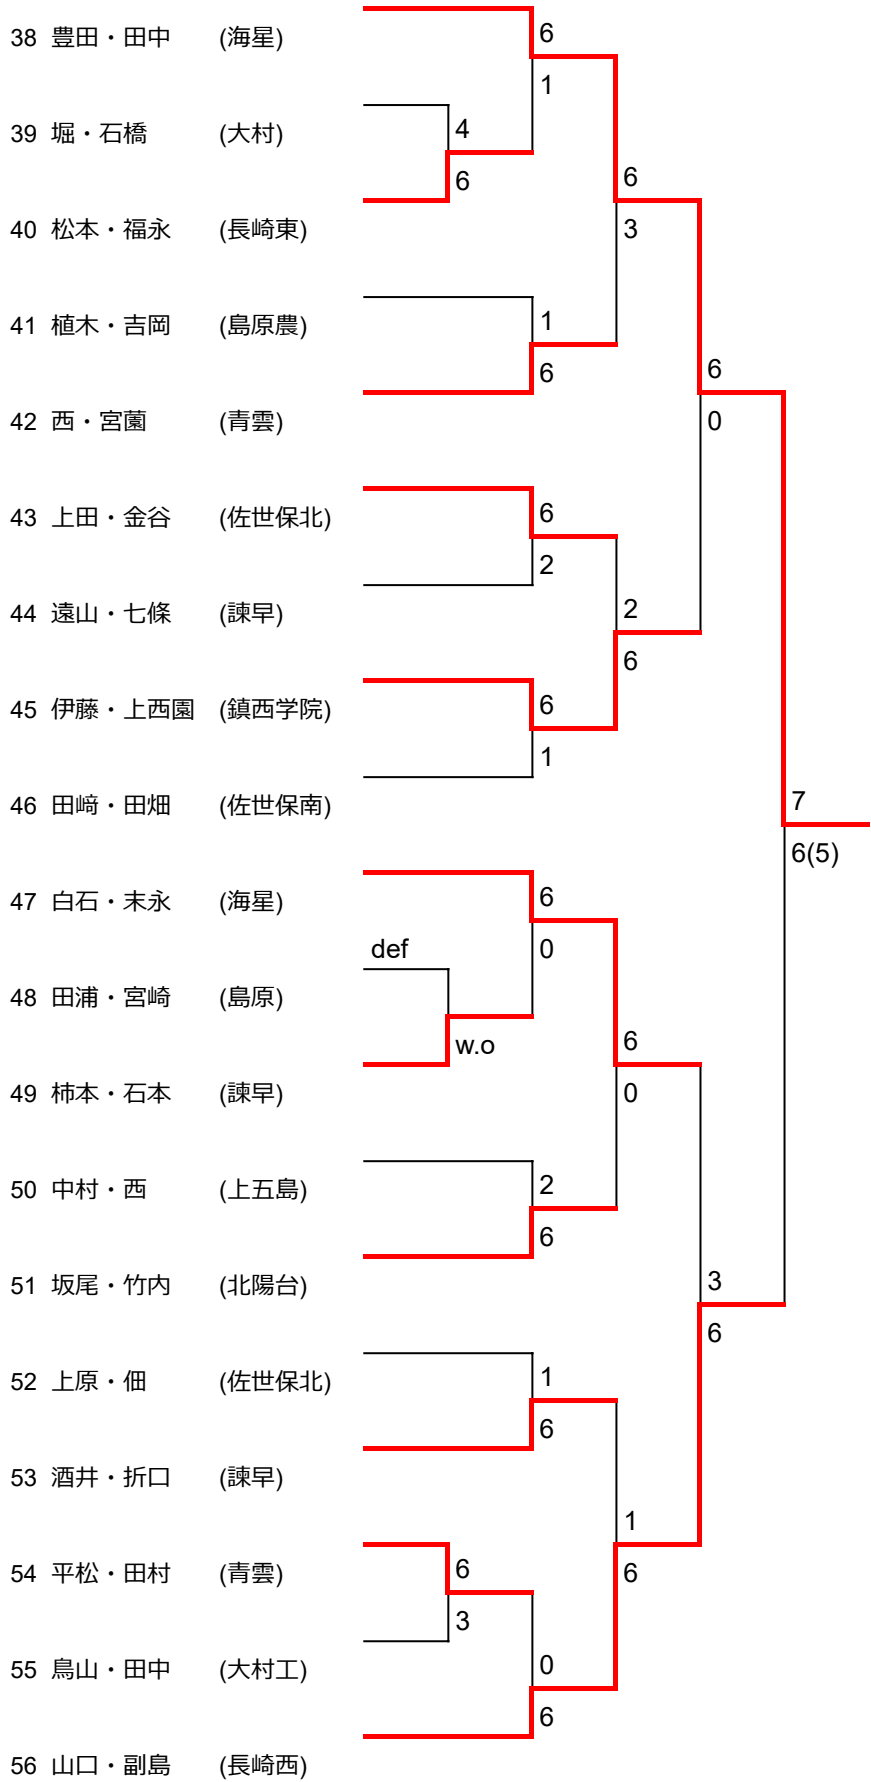 38 豊田・田中 (海星)
6
1
39 堀・石橋 (大村)
4
6
6
3
40 松本・福永 (長崎東)
41 植木・吉岡 (島原農)
1
6
6
0
42 西・宮薗 (青雲)
43 上田・金谷 (佐世保北)
6
2
44 遠山・七條 (諫早)
2
6
45 伊藤・上西園 (鎮西学院)
6
1
46 田﨑・田畑 (佐世保南)
7
6(5)
47 白石・末永 (海星)
6
0
def
48 田浦・宮崎 (島原)
w.o
6
0
49 柿本・石本 (諫早)
50 中村・西 (上五島)
2
6
51 坂尾・竹内 (北陽台)
3
6
52 上原・佃 (佐世保北)
1
6
53 酒井・折口 (諫早)
1
6
54 平松・田村 (青雲)
6
3
55 鳥山・田中 (大村工)
0
6
56 山口・副島 (長崎西)